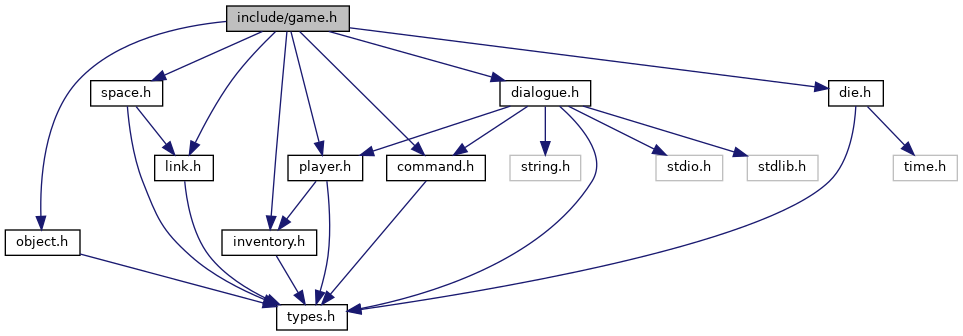 include/game.h
space.h
dialogue.h
die.h
link.h
player.h
command.h
string.h
stdio.h
stdlib.h
time.h
object.h
inventory.h
types.h